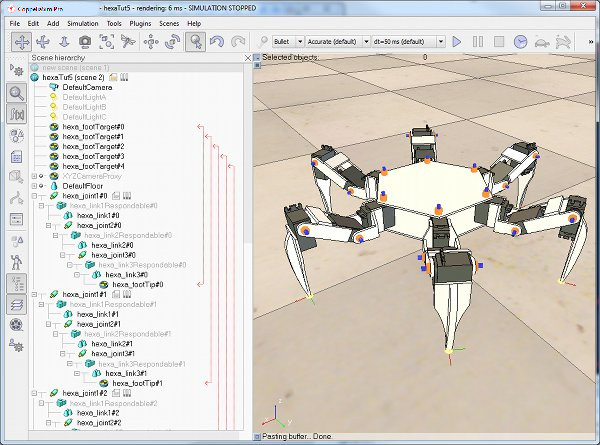 CoppeliaSim Pro - hexaTut5 - rendering: 6 ms - SIMULATION STOPPED
File Edit Add Simulation Tools Plugins Scenes Help
Bullet Accurate (default) dt=50 ms (default) »
Scene hierarchy
Selected objects: 0
new scene (scene 1)
hexaTut5 (scene 2)
DefaultCamera
DefaultLightA
DefaultLightB
DefaultLightC
hexa_footTarget#0
hexa_footTarget#1
hexa_footTarget#2
hexa_footTarget#3
hexa_footTarget#4
XYZCameraProxy
DefaultFloor
hexa_joint1#0
hexa_link1Respondable#0
hexa_link1#0
hexa_joint2#0
hexa_link2Respondable#0
hexa_link2#0
hexa_joint3#0
hexa_link3Respondable#0
hexa_link3#0
hexa_footTip#0
hexa_joint1#1
hexa_link1Respondable#1
hexa_link1#1
hexa_joint2#1
hexa_link2Respondable#1
hexa_link2#1
hexa_joint3#1
hexa_link3Respondable#1
hexa_link3#1
hexa_footTip#1
hexa_joint1#2
hexa_link1Respondable#2
hexa_link1#2
hexa_joint2#2
Pasting buffer... Done.